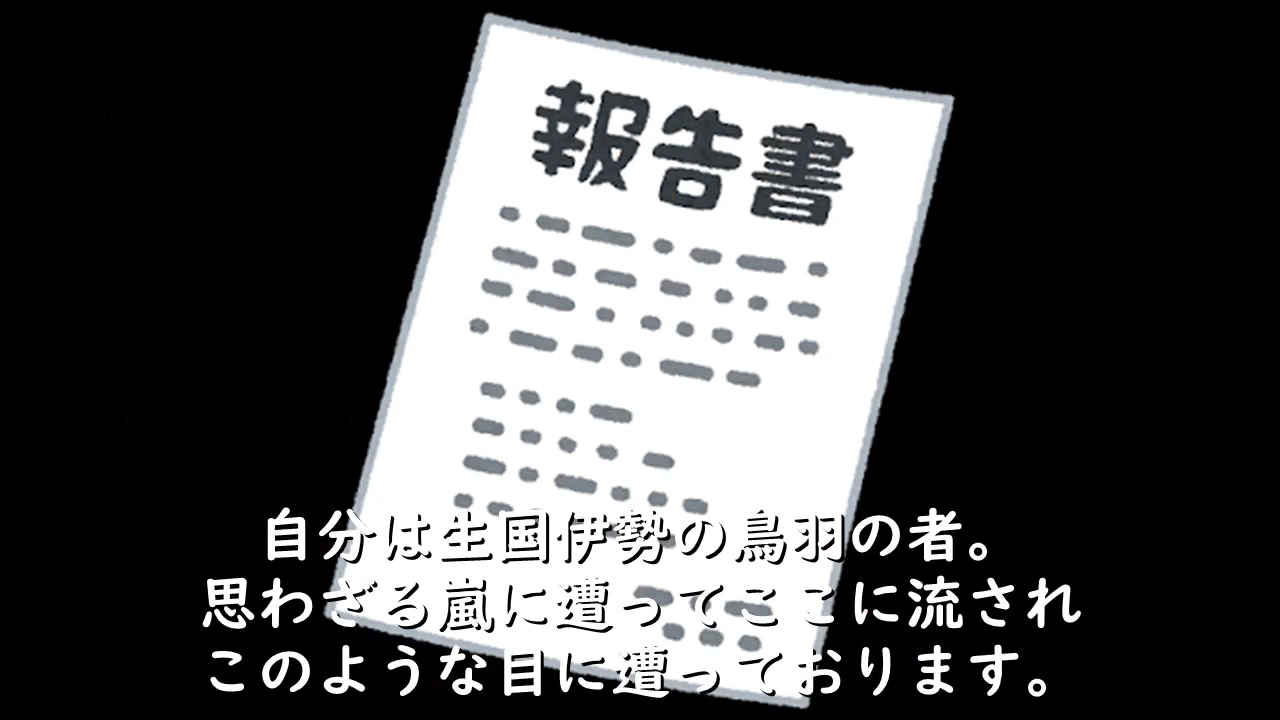 報告書
自分は生国伊勢の鳥羽の者。
思わざる嵐に遭ってここに流され
このような目に遭っております。